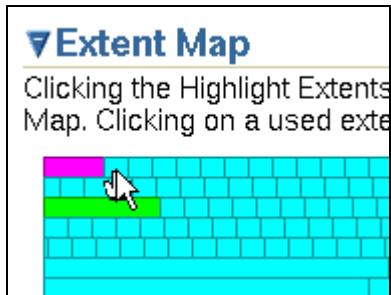 Extent Map
Clicking the Highlight Extents
Map. Clicking on a used exte